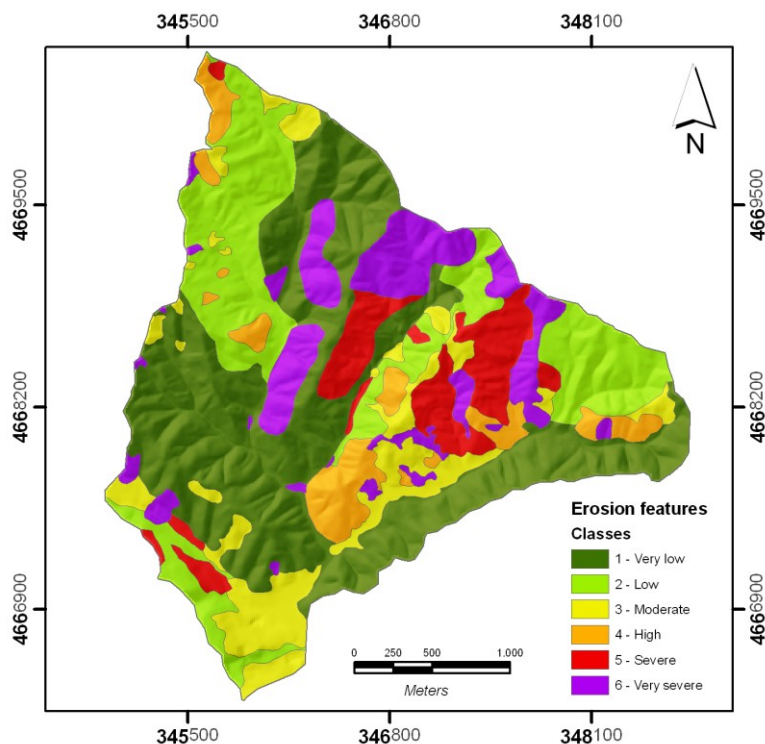 345500 346800 348100
N
4669500 4669500
4668200 4668200
4666900 4666900
Erosion features
Classes
1 - Very low
2 - Low
3 - Moderate
4 - High
5 - Severe
6 - Very severe
0 250 500 1.000
Meters
345500 346800 348100